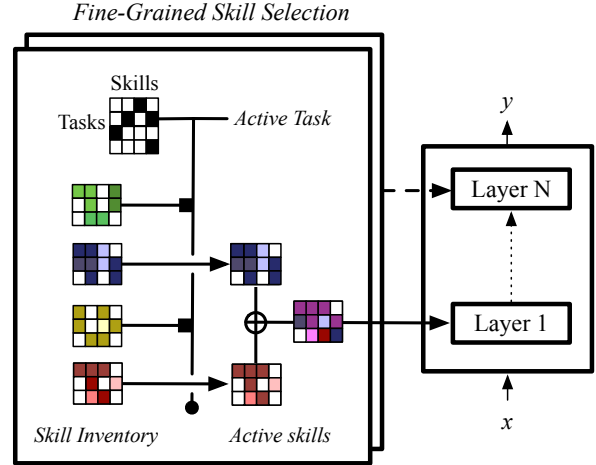 Fine-Grained Skill Selection
Skills
Tasks
Active Task
Skill Inventory
Active skills
y
Layer N
Layer 1
x